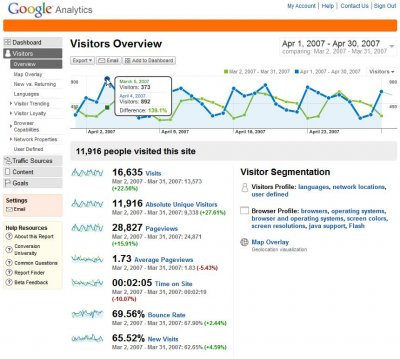 Google Analytics
My Account | Help | Contact Us | Sign Out
Dashboard
Visitors
Overview
Map Overlay
New vs. Returning
Languages
Visitor Trending
Visitor Loyalty
Browser Capabilities
Network Properties
User Defined
Traffic Sources
Content
Goals
Settings
Email
Help Resources
About this Report
Conversion University
Common Questions
Report Finder
Beta Feedback
Visitors Overview
Apr 1, 2007 - Apr 30, 2007
comparing: Mar 2, 2007 - Mar 31, 2007
Export
Email
Add to Dashboard
Mar 2, 2007 - Mar 31, 2007
Apr 1, 2007 - Apr 30, 2007
Visitors
March 5, 2007
Visitors: 373
April 4, 2007
Visitors: 892
Difference: 139.1%
April 2, 2007
April 9, 2007
April 16, 2007
April 23, 2007
11,916 people visited this site
16,635 Visits
Mar 2, 2007 - Mar 31, 2007: 13,573
(+22.56%)
11,916 Absolute Unique Visitors
Mar 2, 2007 - Mar 31, 2007: 9,338 (+27.61%)
28,827 Pageviews
Mar 2, 2007 - Mar 31, 2007: 24,871
(+15.91%)
1.73 Average Pageviews
Mar 2, 2007 - Mar 31, 2007: 1.83 (-5.43%)
00:02:05 Time on Site
Mar 2, 2007 - Mar 31, 2007: 00:02:19
(-10.07%)
69.56% Bounce Rate
Mar 2, 2007 - Mar 31, 2007: 67.90% (+2.44%)
65.52% New Visits
Mar 2, 2007 - Mar 31, 2007: 62.65% (+4.59%)
Visitor Segmentation
Visitors Profile: languages, network locations,
user defined
Browser Profile: browsers, operating systems,
browser and operating systems, screen colors,
screen resolutions, java support, Flash
Map Overlay
Geolocation visualization